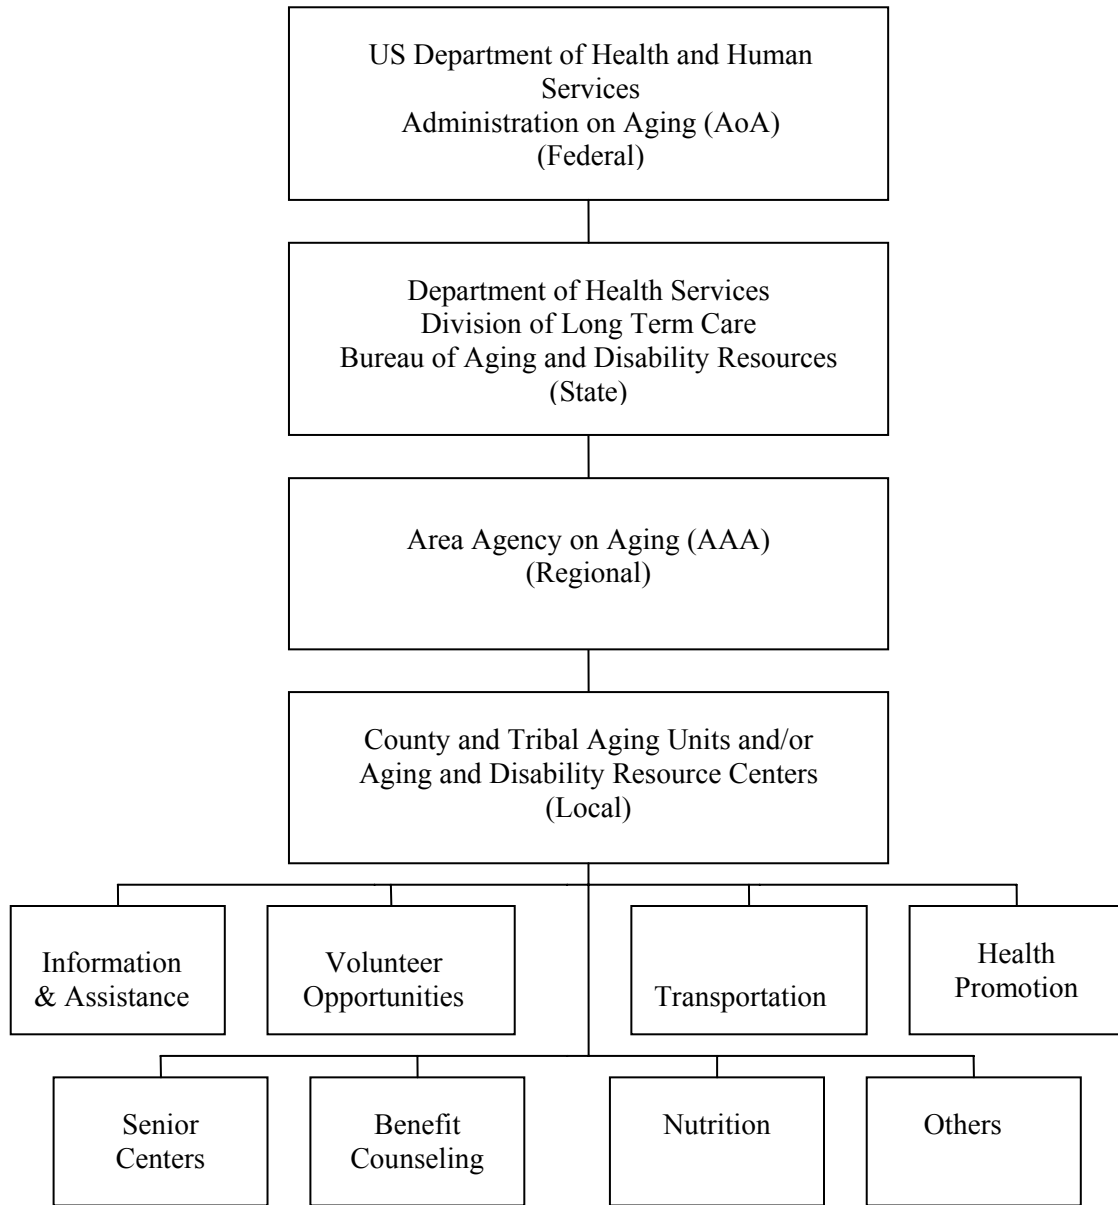 US Department of Health and Human
Services
Administration on Aging (AoA)
(Federal)
Department of Health Services
Division of Long Term Care
Bureau of Aging and Disability Resources
(State)
Area Agency on Aging (AAA)
(Regional)
County and Tribal Aging Units and/or
Aging and Disability Resource Centers
(Local)
Information
& Assistance
Volunteer
Opportunities
Transportation
Health
Promotion
Senior
Centers
Benefit
Counseling
Nutrition
Others